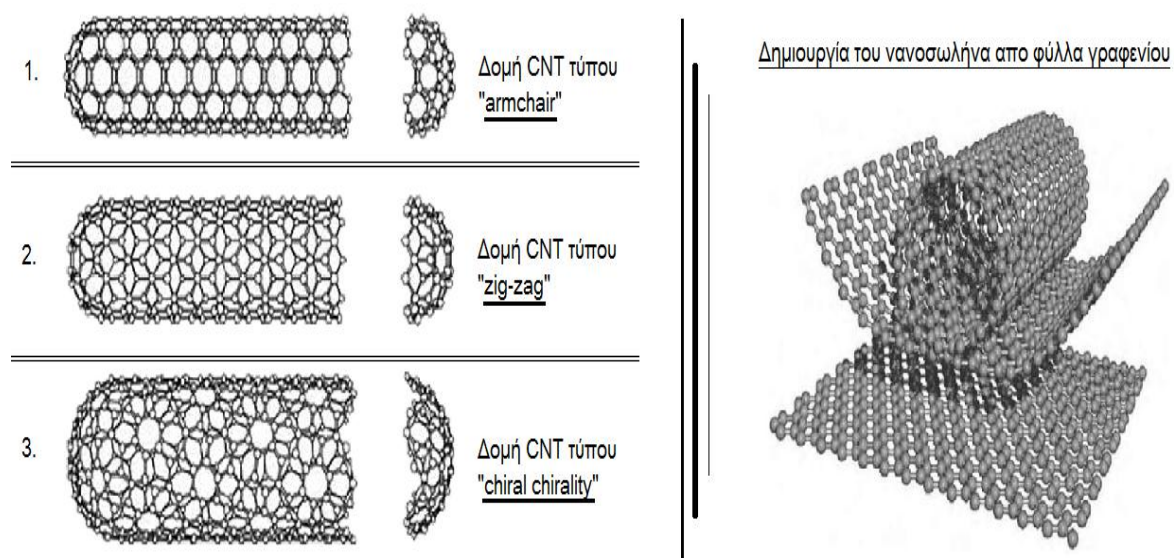 1.
Δομή CNT τύπου
"armchair"
2.
Δομή CNT τύπου
"zig-zag"
3.
Δομή CNT τύπου
"chiral chirality"
Δημιουργία του νανοσωλήνα απο φύλλα γραφενίου